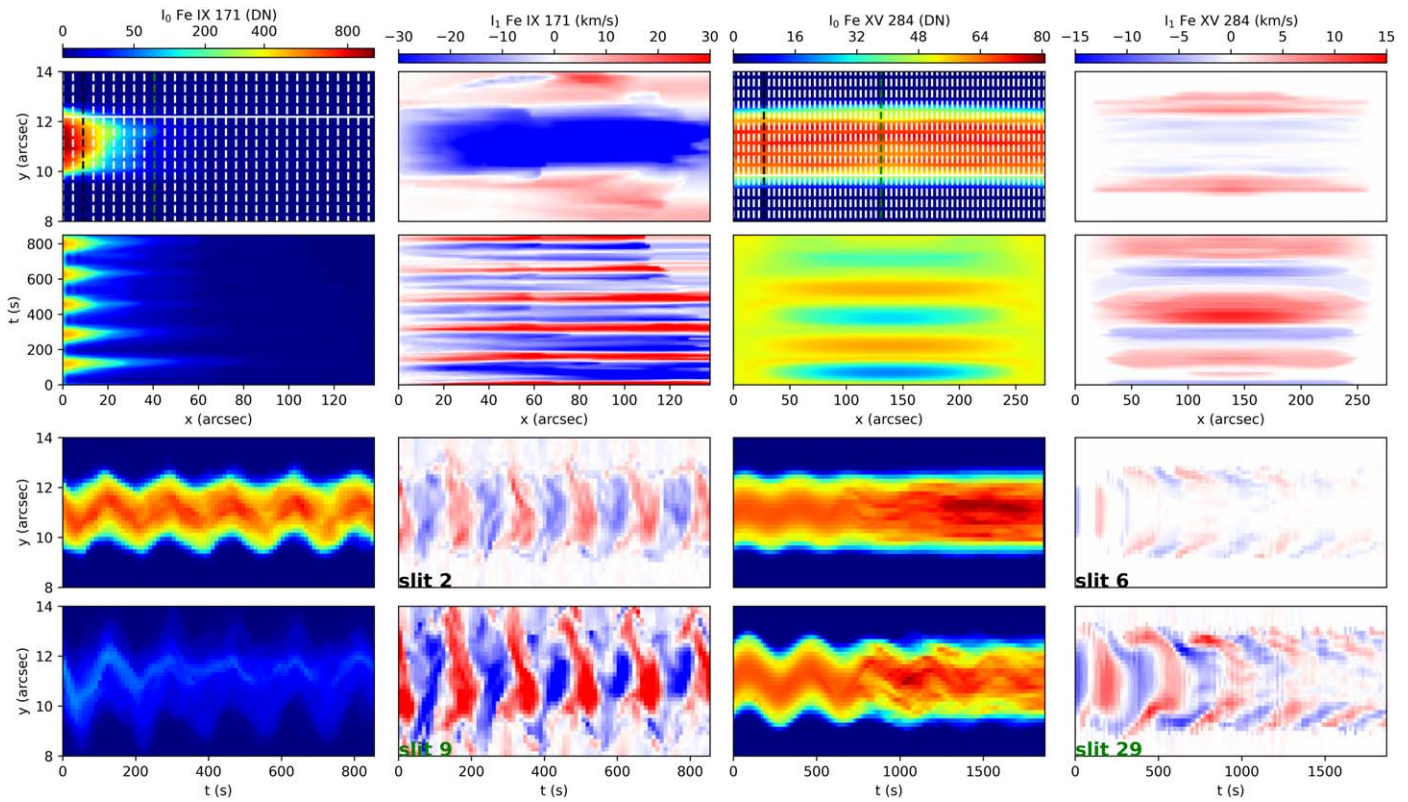 I₀ Fe IX 171 (DN) I₁ Fe IX 171 (km/s) I₀ Fe XV 284 (DN) I₁ Fe XV 284 (km/s)
0 50 200 400 800 −30 −20 −10 0 10 20 30 0 16 32 48 64 80 −15 −10 −5 0 5 10 15
14
12
10
8
y (arcsec)
800
600
400
200
0
t (s)
0 20 40 60 80 100 120 0 20 40 60 80 100 120 0 50 100 150 200 250 0 50 100 150 200 250
x (arcsec) x (arcsec) x (arcsec) x (arcsec)
14
12
10
8
y (arcsec)
slit 2 slit 6
14
12
10
8
y (arcsec)
slit 9 slit 29
0 200 400 600 800 0 200 400 600 800 0 500 1000 1500 0 500 1000 1500
t (s) t (s) t (s) t (s)